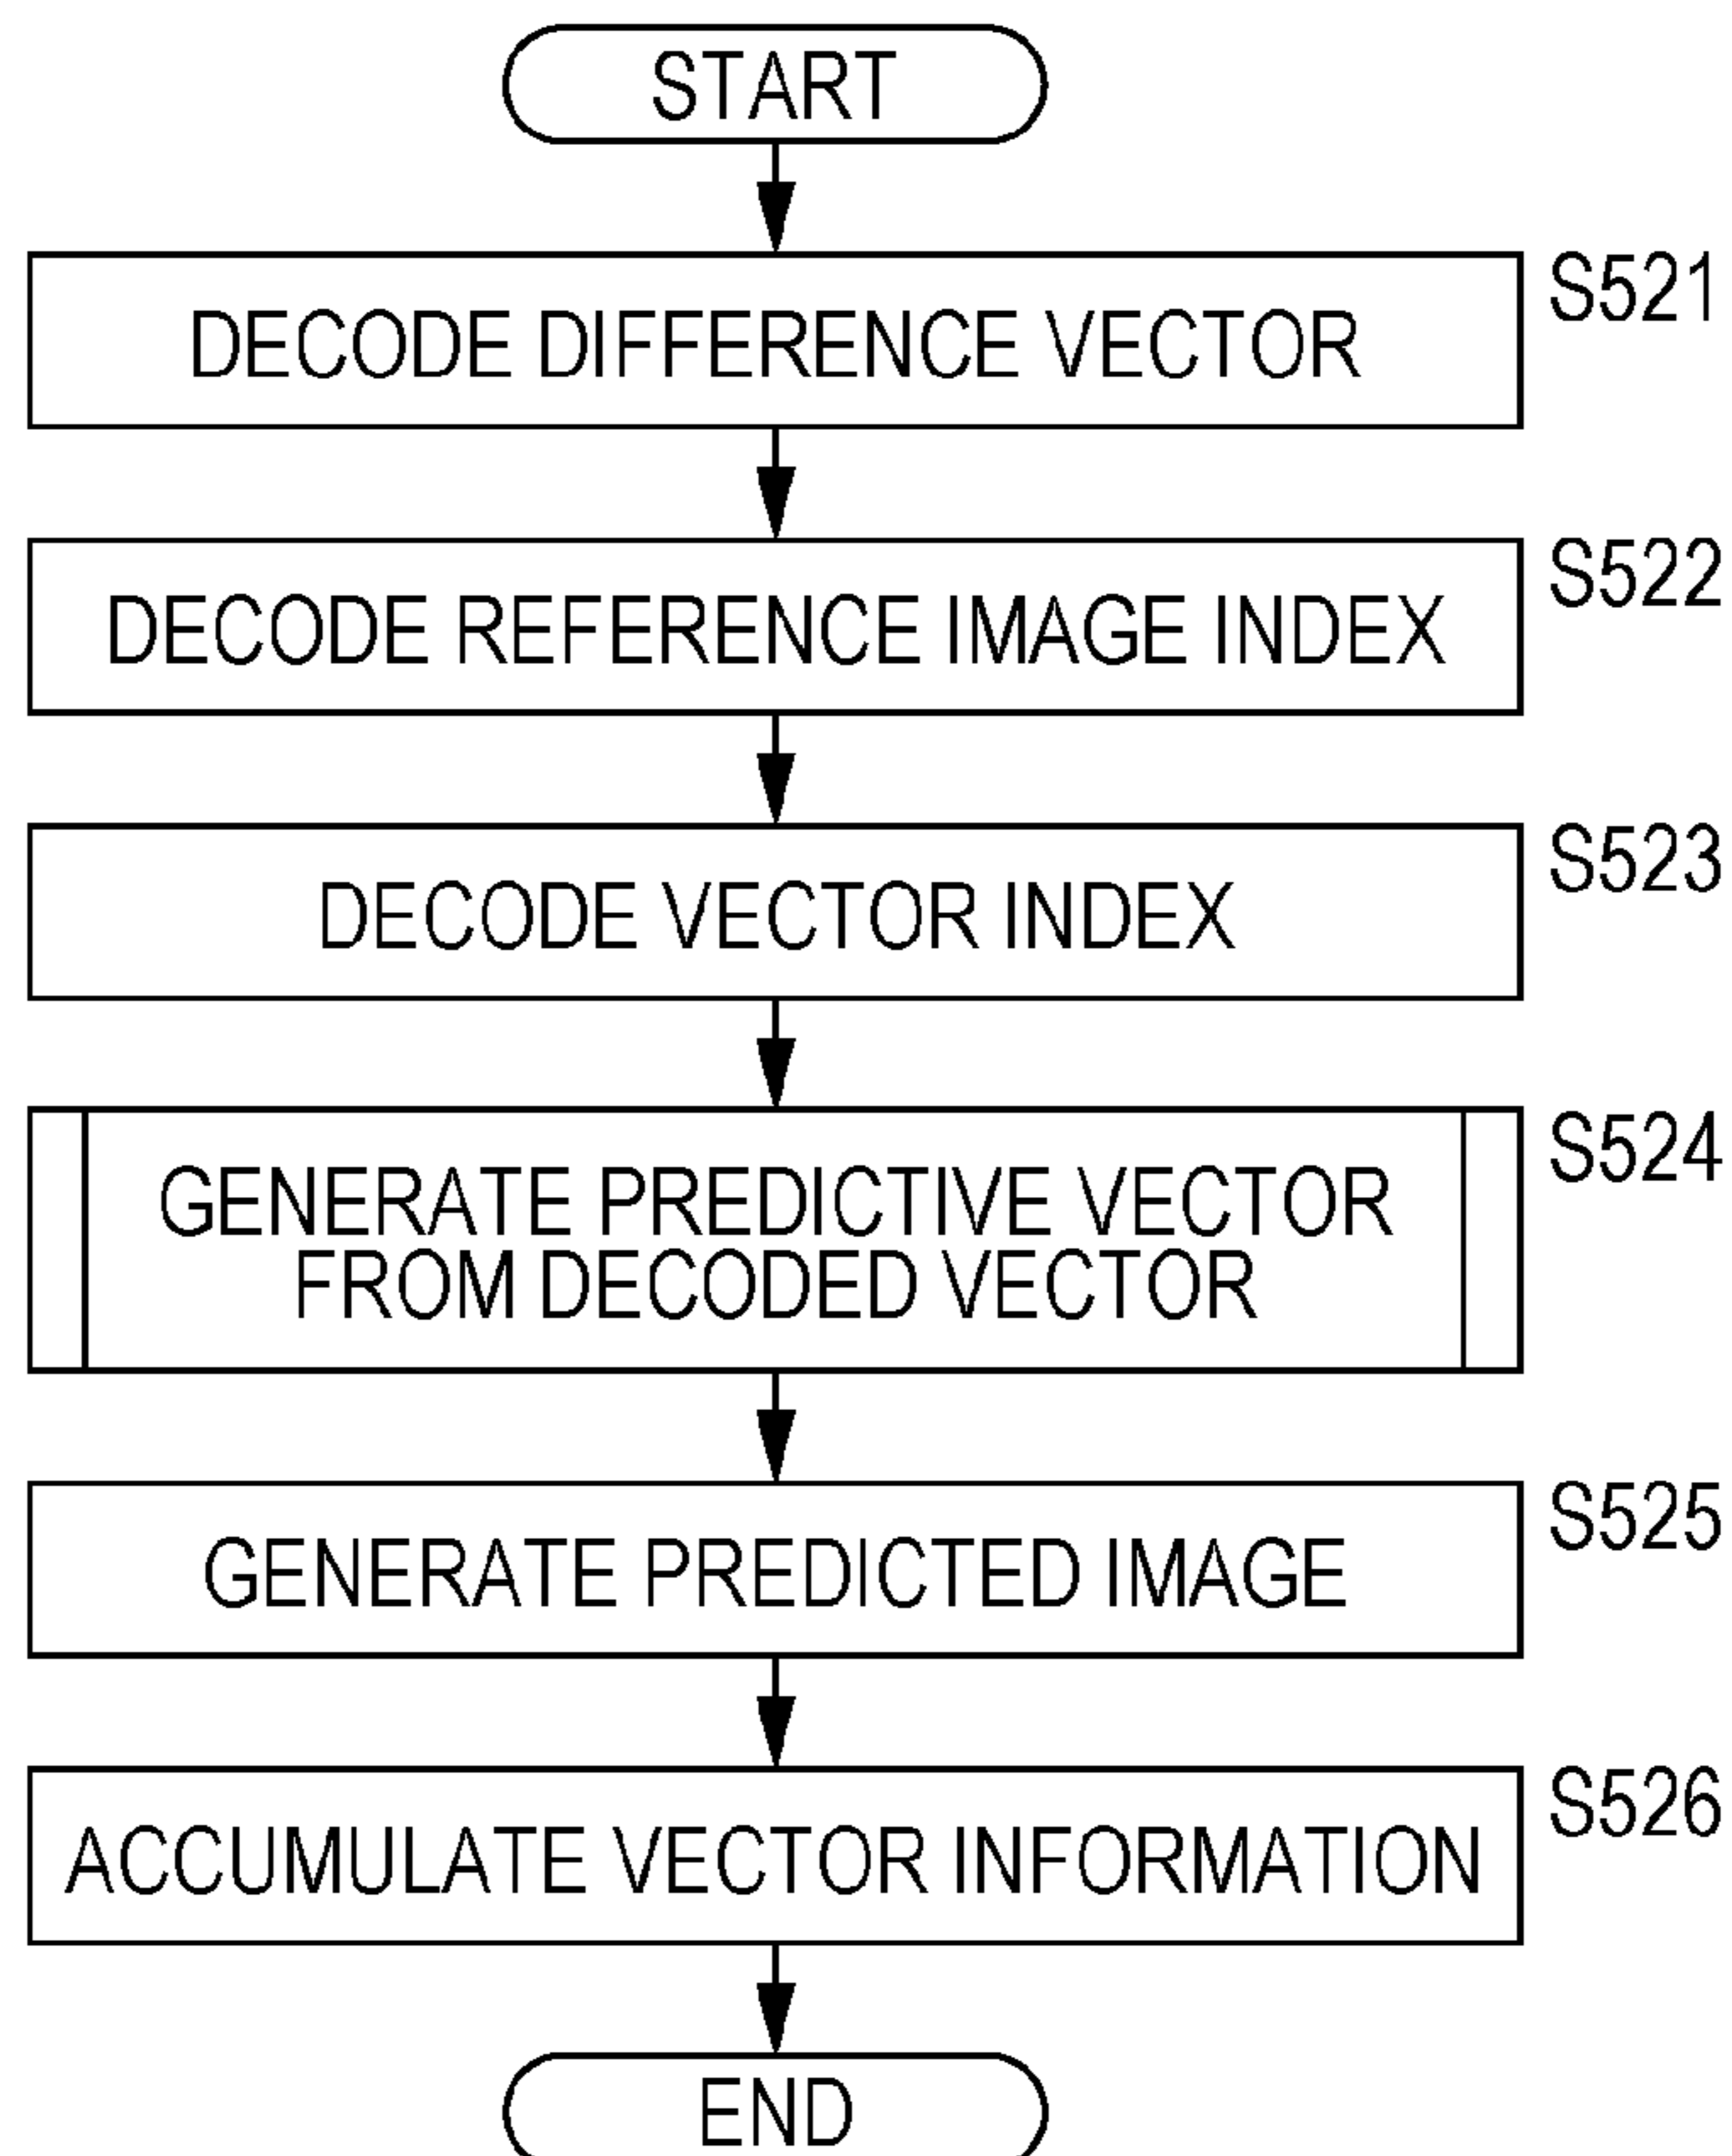 START
DECODE DIFFERENCE VECTOR
S521
DECODE REFERENCE IMAGE INDEX
S522
DECODE VECTOR INDEX
S523
GENERATE PREDICTIVE VECTOR
FROM DECODED VECTOR
S524
GENERATE PREDICTED IMAGE
S525
ACCUMULATE VECTOR INFORMATION
S526
END